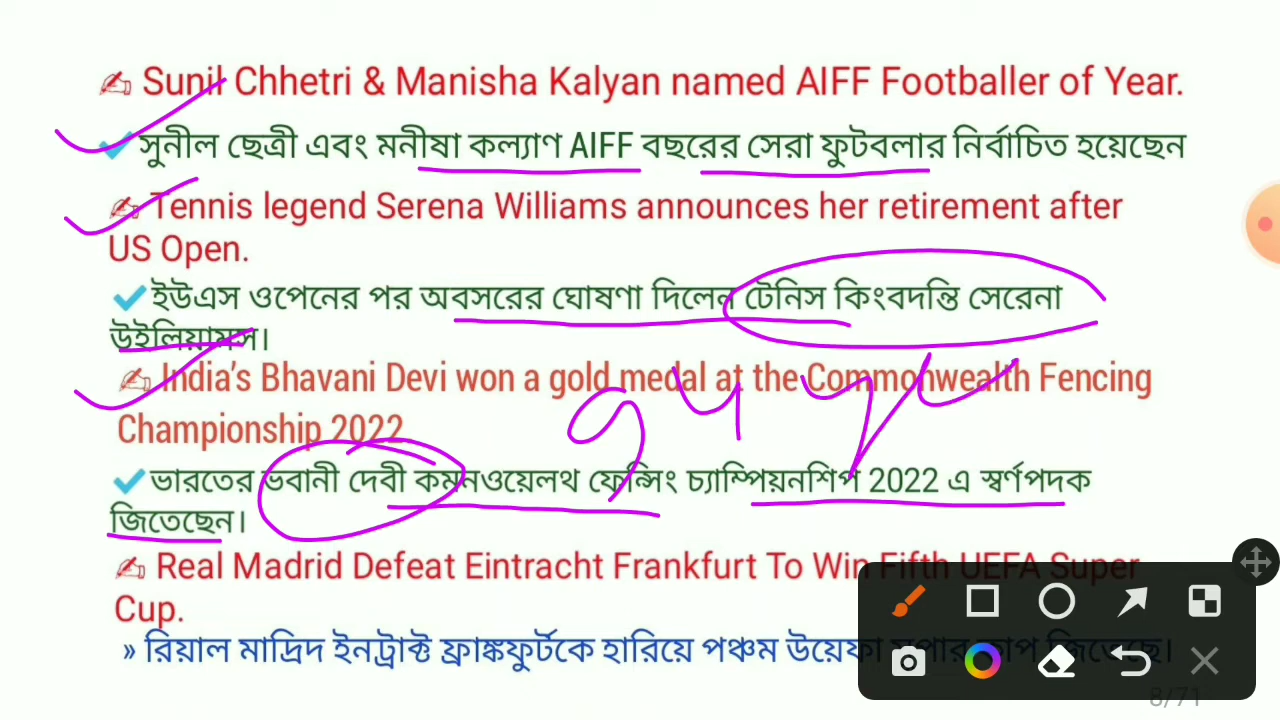 Sunil Chhetri & Manisha Kalyan named AIFF Footballer of Year.
সুনীল ছেত্রী এবং মনীষা কল্যাণ AIFF বছরের সেরা ফুটবলার নির্বাচিত হয়েছেন
Tennis legend Serena Williams announces her retirement after
US Open.
ইউএস ওপেনের পর অবসরের ঘোষণা দিলেন টেনিস কিংবদন্তি সেরেনা
উইলিয়ামস।
India's Bhavani Devi won a gold medal at the Commonwealth Fencing
Championship 2022
ভারতের ভবানী দেবী কমনওয়েলথ ফেন্সিং চ্যাম্পিয়নশিপ 2022 এ স্বর্ণপদক
জিতেছেন।
Real Madrid Defeat Eintracht Frankfurt To Win Fifth UEFA Super
Cup.
» রিয়াল মাদ্রিদ ইনট্রাক্ট ফ্রাঙ্কফুর্টকে হারিয়ে পঞ্চম উয়েফা সুপার কাপ জিতেছে।
8/71